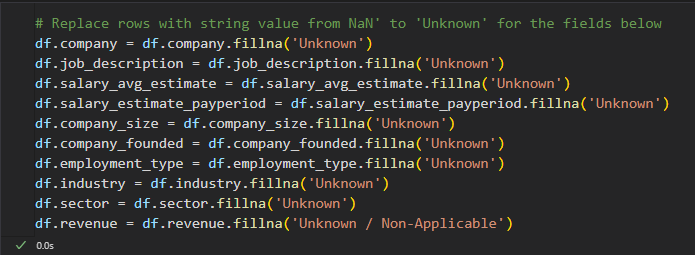 # Replace rows with string value from NaN' to 'Unknown' for the fields below
df.company = df.company.fillna('Unknown')
df.job_description = df.job_description.fillna('Unknown')
df.salary_avg_estimate = df.salary_avg_estimate.fillna('Unknown')
df.salary_estimate_payperiod = df.salary_estimate_payperiod.fillna('Unknown')
df.company_size = df.company_size.fillna('Unknown')
df.company_founded = df.company_founded.fillna('Unknown')
df.employment_type = df.employment_type.fillna('Unknown')
df.industry = df.industry.fillna('Unknown')
df.sector = df.sector.fillna('Unknown')
df.revenue = df.revenue.fillna('Unknown / Non-Applicable')
✓ 0.0s